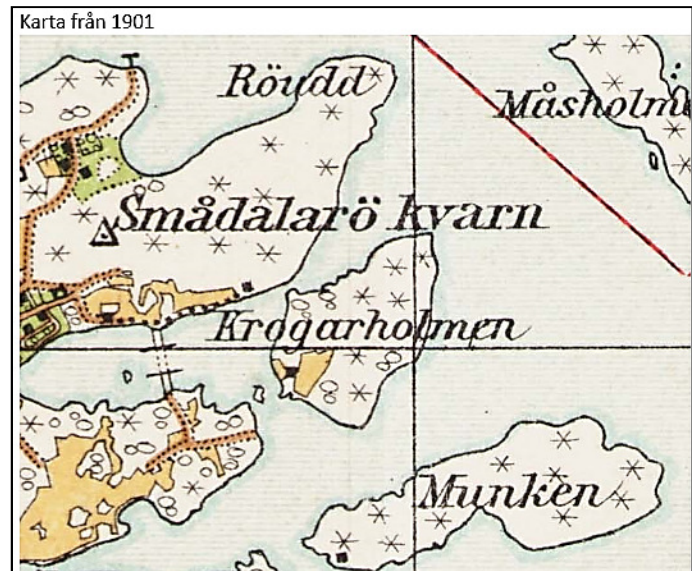 Karta från 1901
Röudd
Måsholm
Smådalarö kvarn
Krogarholmen
Munken